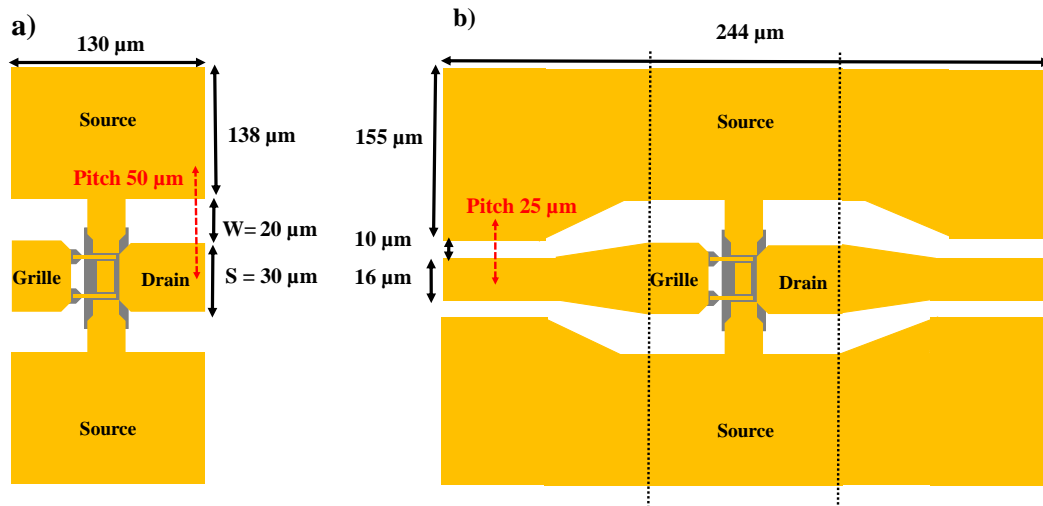 a)
130 µm
Source
138 µm
Pitch 50 µm
W= 20 µm
Grille
Drain
S = 30 µm
Source
b)
244 µm
Source
155 µm
Pitch 25 µm
10 µm
16 µm
Grille
Drain
Source